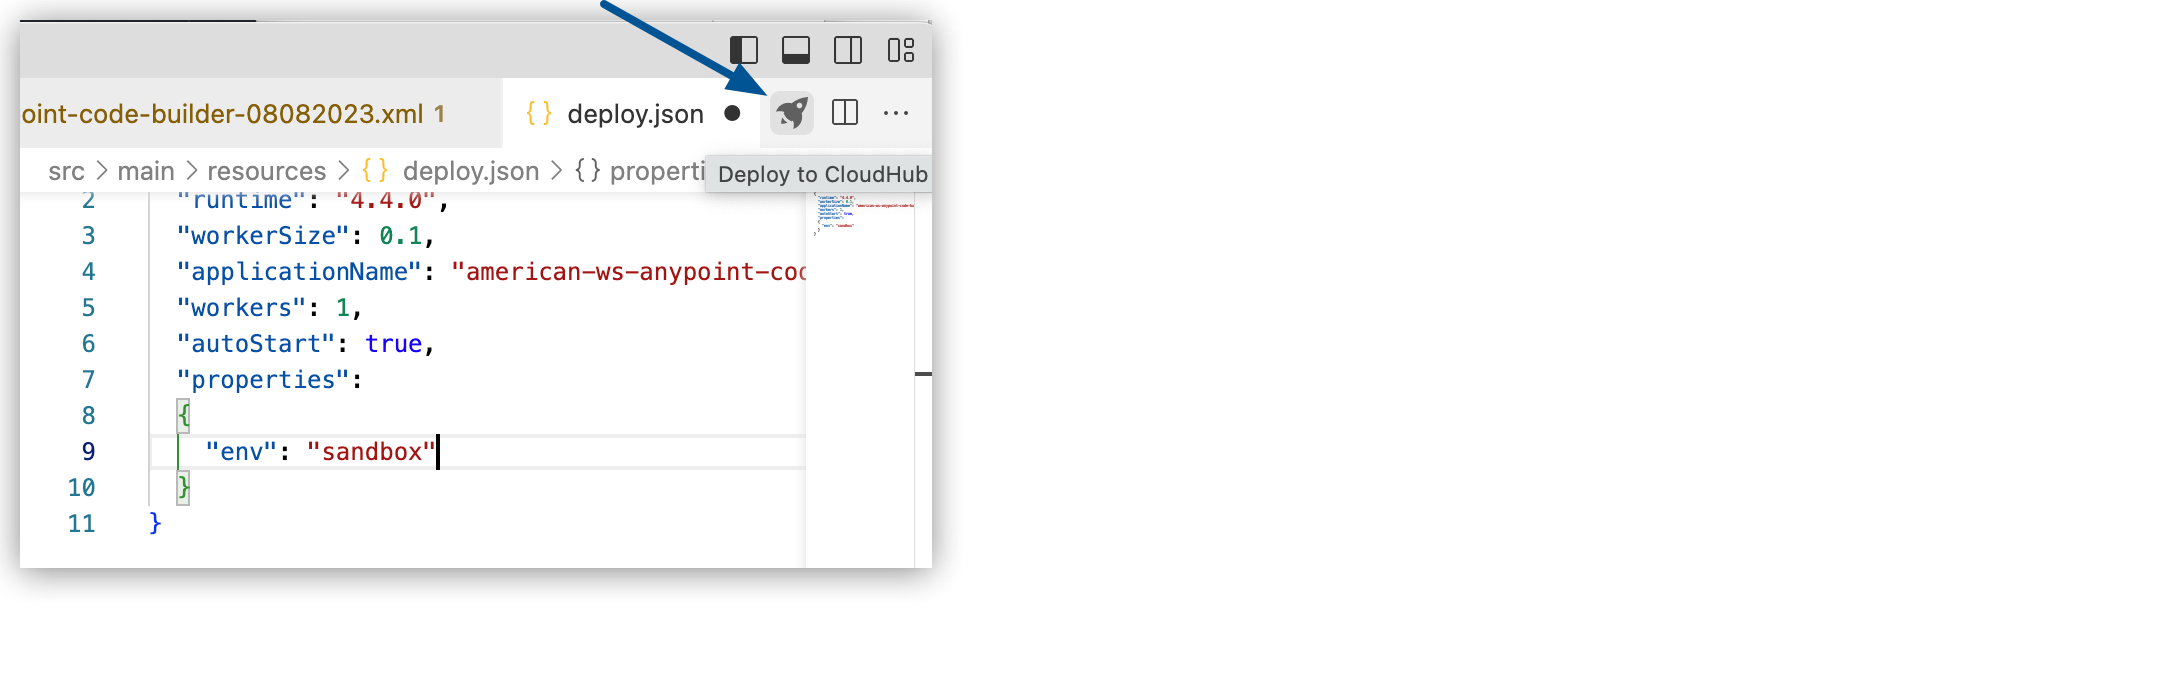 oint-code-builder-08082023.xml 1 {} deploy.json
src > main > resources > {} deploy.json > {} properti
Deploy to CloudHub
2 "runtime": "4.4.0",
3 "workerSize": 0.1,
4 "applicationName": "american-ws-anypoint-cod
5 "workers": 1,
6 "autoStart": true,
7 "properties":
8 {
9 "env": "sandbox"
10 }
11 }